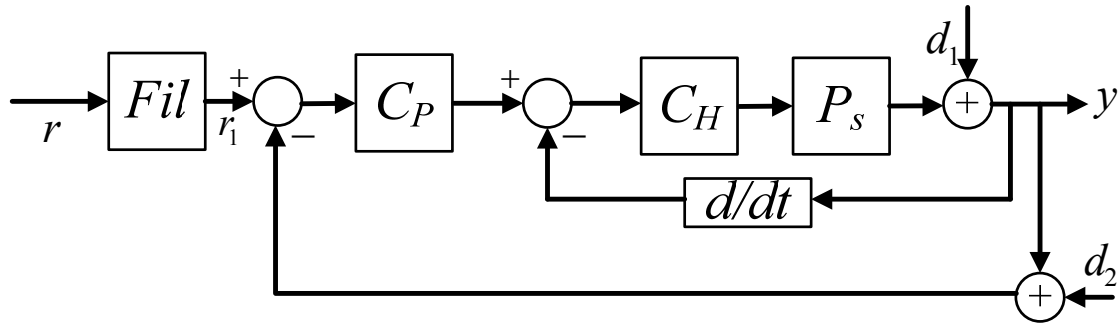 d₁
+ +
Fil C_P C_H P_s + y
r r₁ − −
d/dt
d₂
+